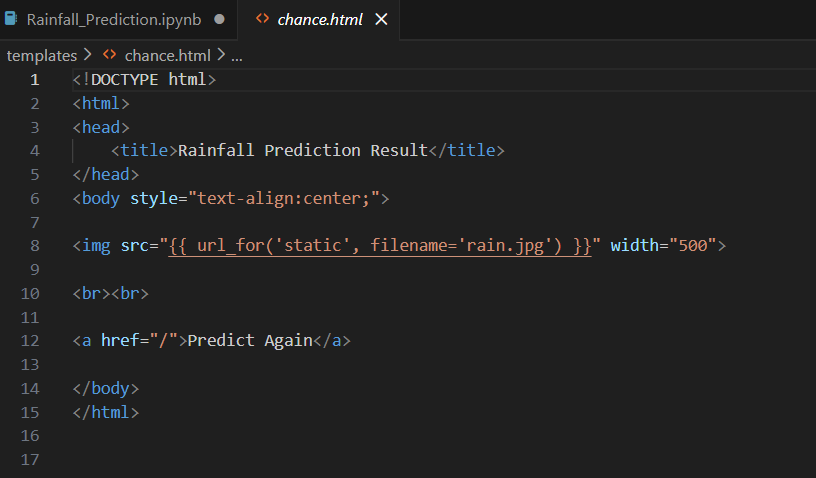 Rainfall_Prediction.ipynb ● <> chance.html ×
templates > <> chance.html > ...
1 <!DOCTYPE html>
2 <html>
3 <head>
4     <title>Rainfall Prediction Result</title>
5 </head>
6 <body style="text-align:center;">
7
8 <img src="{{ url_for('static', filename='rain.jpg') }}" width="500">
9
10 <br><br>
11
12 <a href="/">Predict Again</a>
13
14 </body>
15 </html>
16
17